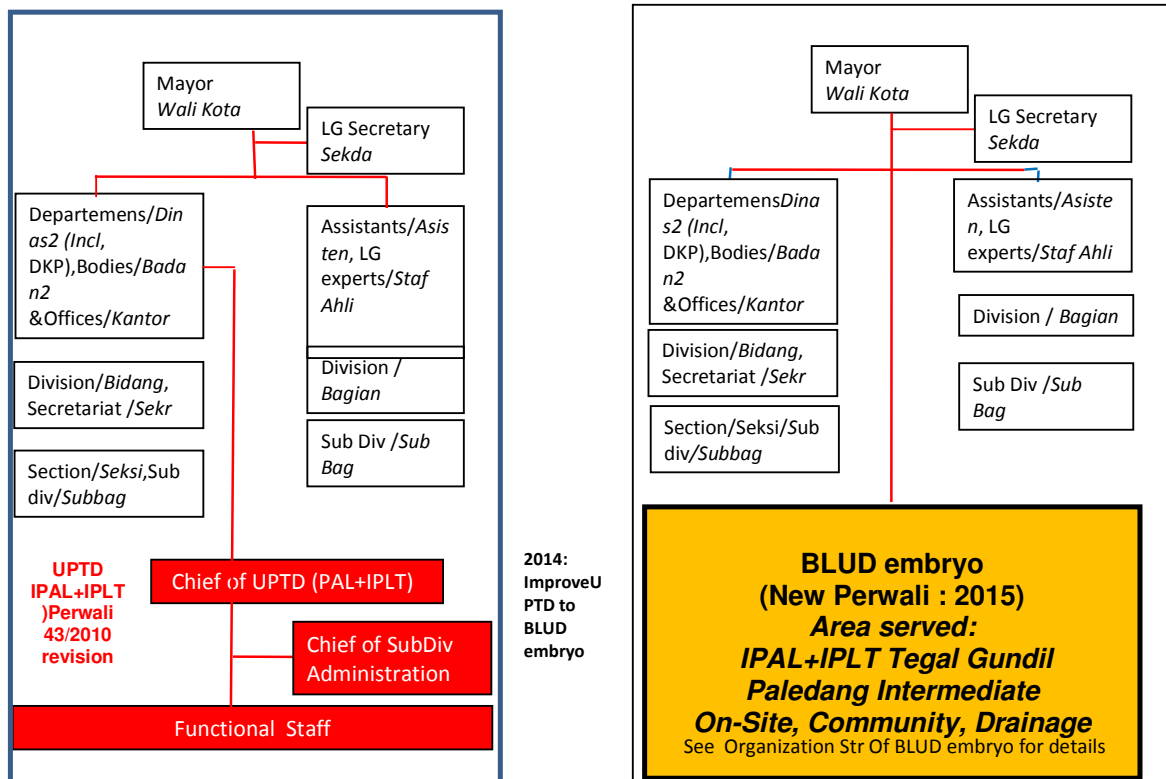 Mayor
Wali Kota
LG Secretary
Sekda
Departemens/Din
as2 (Incl,
DKP),Bodies/Bada
n2
&Offices/Kantor
Assistants/Asis
ten, LG
experts/Staf
Ahli
Division/Bidang,
Secretariat /Sekr
Division /
Bagian
Section/Seksi,Sub
div/Subbag
Sub Div /Sub
Bag
UPTD
IPAL+IPLT
)Perwali
43/2010
revision
Chief of UPTD (PAL+IPLT)
Chief of SubDiv
Administration
Functional Staff
2014:
ImproveU
PTD to
BLUD
embryo
Mayor
Wali Kota
LG Secretary
Sekda
DepartemensDina
s2 (Incl,
DKP),Bodies/Bada
n2
&Offices/Kantor
Assistants/Asiste
n, LG
experts/Staf Ahli
Division/Bidang,
Secretariat /Sekr
Division / Bagian
Section/Seksi/Sub
div/Subbag
Sub Div /Sub
Bag
BLUD embryo
(New Perwali : 2015)
Area served:
IPAL+IPLT Tegal Gundil
Paledang Intermediate
On-Site, Community, Drainage
See Organization Str Of BLUD embryo for details